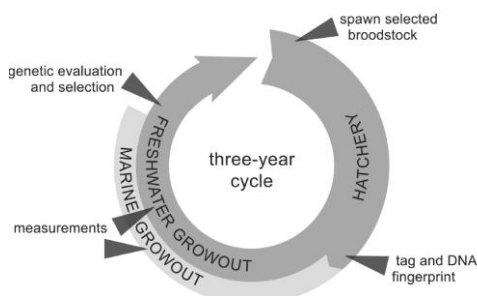 spawn selected
broodstock
genetic evaluation
and selection
HATCHERY
three-year
cycle
FRESHWATER GROWOUT
MARINE GROWOUT
measurements
tag and DNA
fingerprint